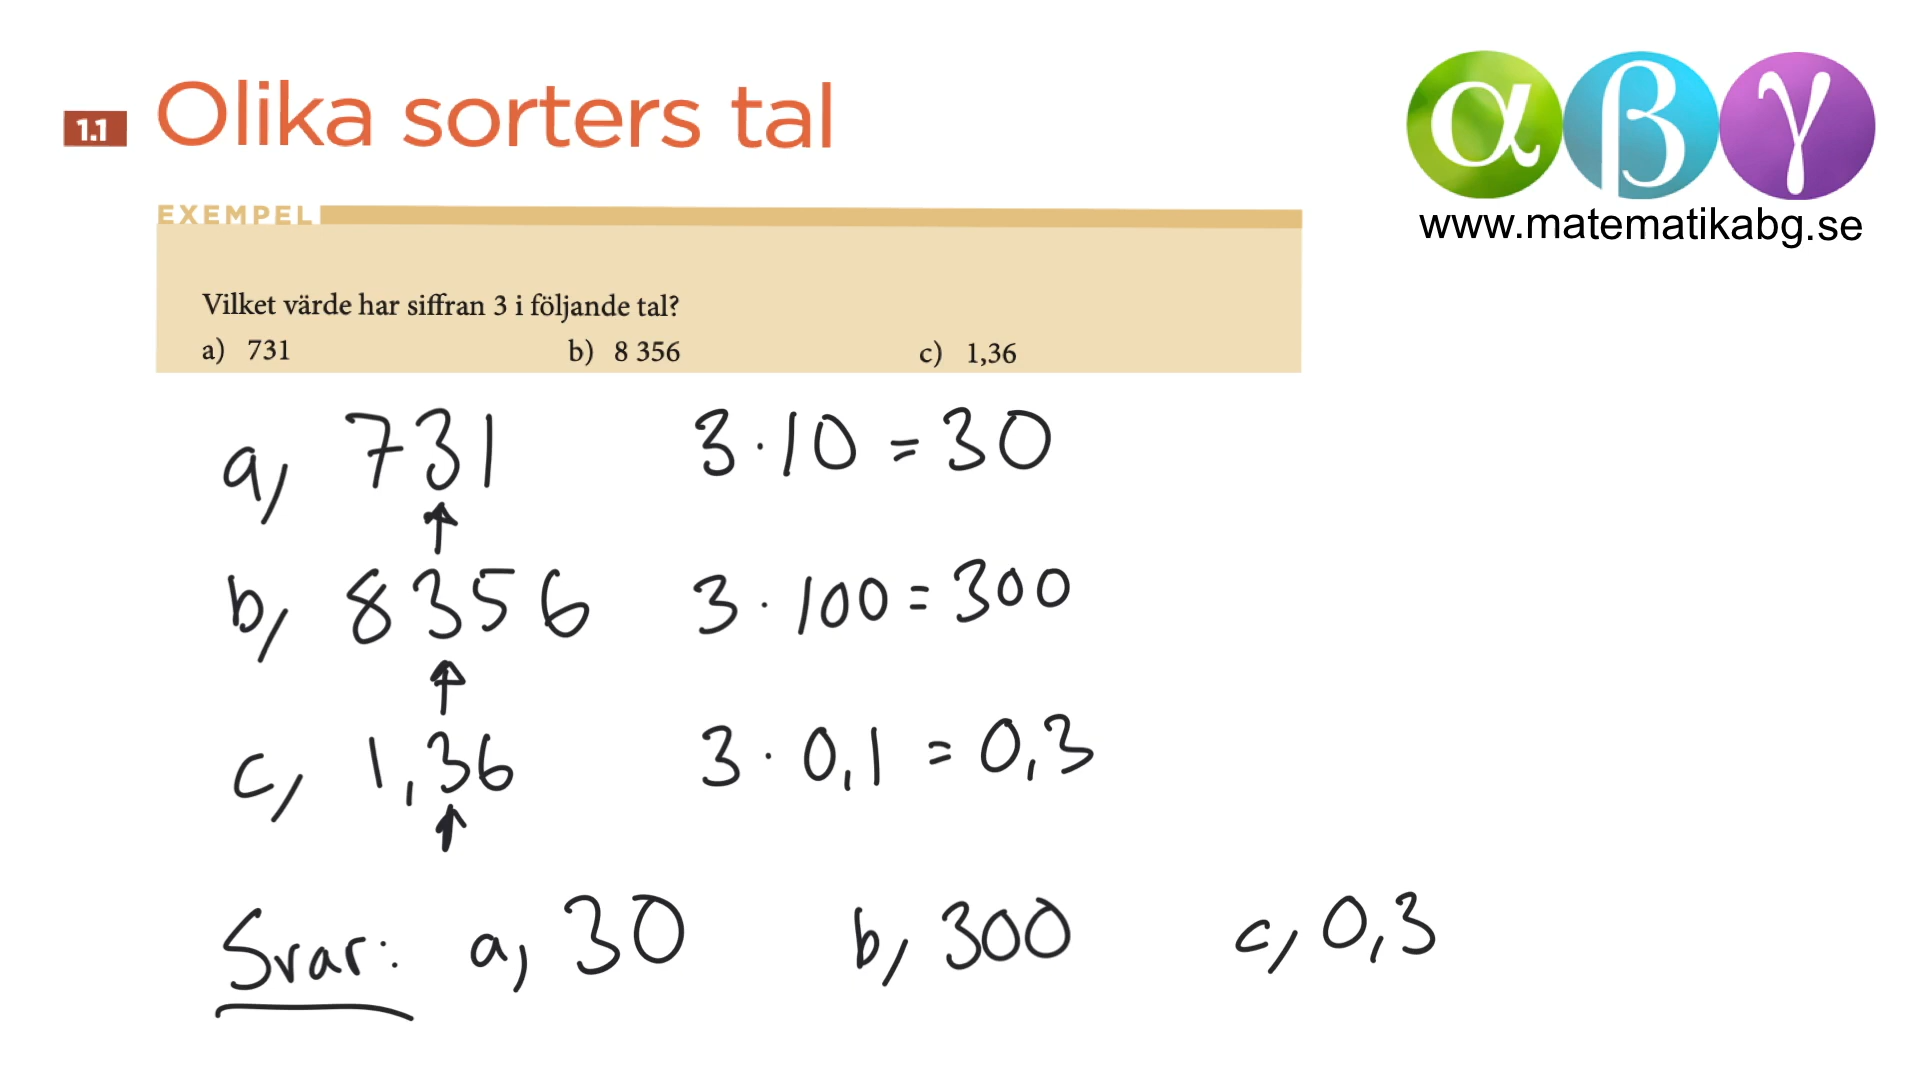 1.1 Olika sorters tal
α β γ
www.matematikabg.se
EXEMPEL
Vilket värde har siffran 3 i följande tal?
a) 731 b) 8 356 c) 1,36
a, 731 3 · 10 = 30
b, 8356 3 · 100 = 300
c, 1,36 3 · 0,1 = 0,3
Svar: a, 30 b, 300 c, 0,3